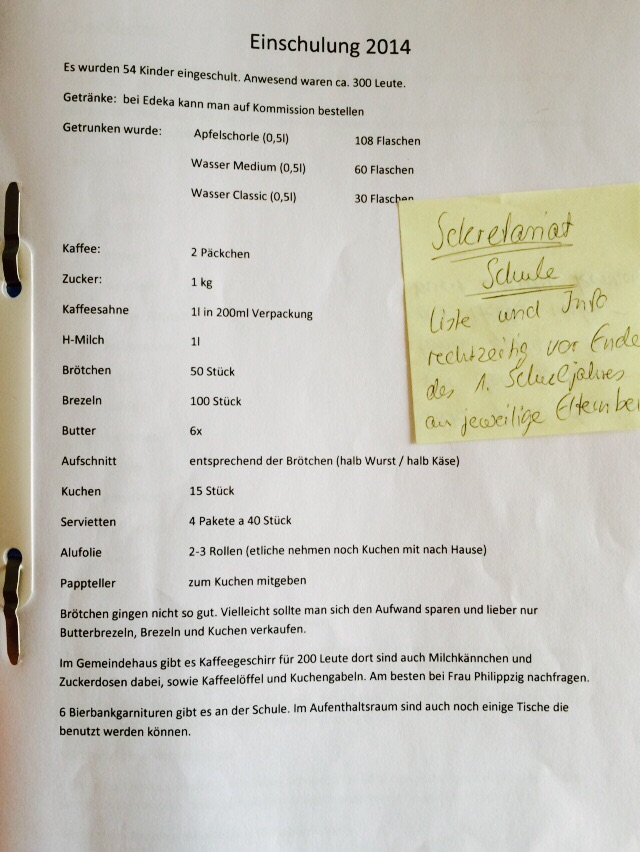 Einschulung 2014
Es wurden 54 Kinder eingeschult. Anwesend waren ca. 300 Leute.
Getränke: bei Edeka kann man auf Kommission bestellen
Getrunken wurde: Apfelschorle (0,5l) 108 Flaschen
Wasser Medium (0,5l) 60 Flaschen
Wasser Classic (0,5l) 30 Flaschen
Kaffee: 2 Päckchen
Zucker: 1 kg
Kaffeesahne 1l in 200ml Verpackung
H-Milch 1l
Brötchen 50 Stück
Brezeln 100 Stück
Butter 6x
Aufschnitt entsprechend der Brötchen (halb Wurst / halb Käse)
Kuchen 15 Stück
Servietten 4 Pakete a 40 Stück
Alufolie 2-3 Rollen (etliche nehmen noch Kuchen mit nach Hause)
Pappteller zum Kuchen mitgeben
Brötchen gingen nicht so gut. Vielleicht sollte man sich den Aufwand sparen und lieber nur
Butterbrezeln, Brezeln und Kuchen verkaufen.
Im Gemeindehaus gibt es Kaffeegeschirr für 200 Leute dort sind auch Milchkännchen und
Zuckerdosen dabei, sowie Kaffeelöffel und Kuchengabeln. Am besten bei Frau Philippzig nachfragen.
6 Bierbankgarnituren gibt es an der Schule. Im Aufenthaltsraum sind auch noch einige Tische die
benutzt werden können.
Sekretariat
Schule
Liste und Info
rechtzeitig vor Ende
des 1. Schuljahres
an jeweilige Elternbei